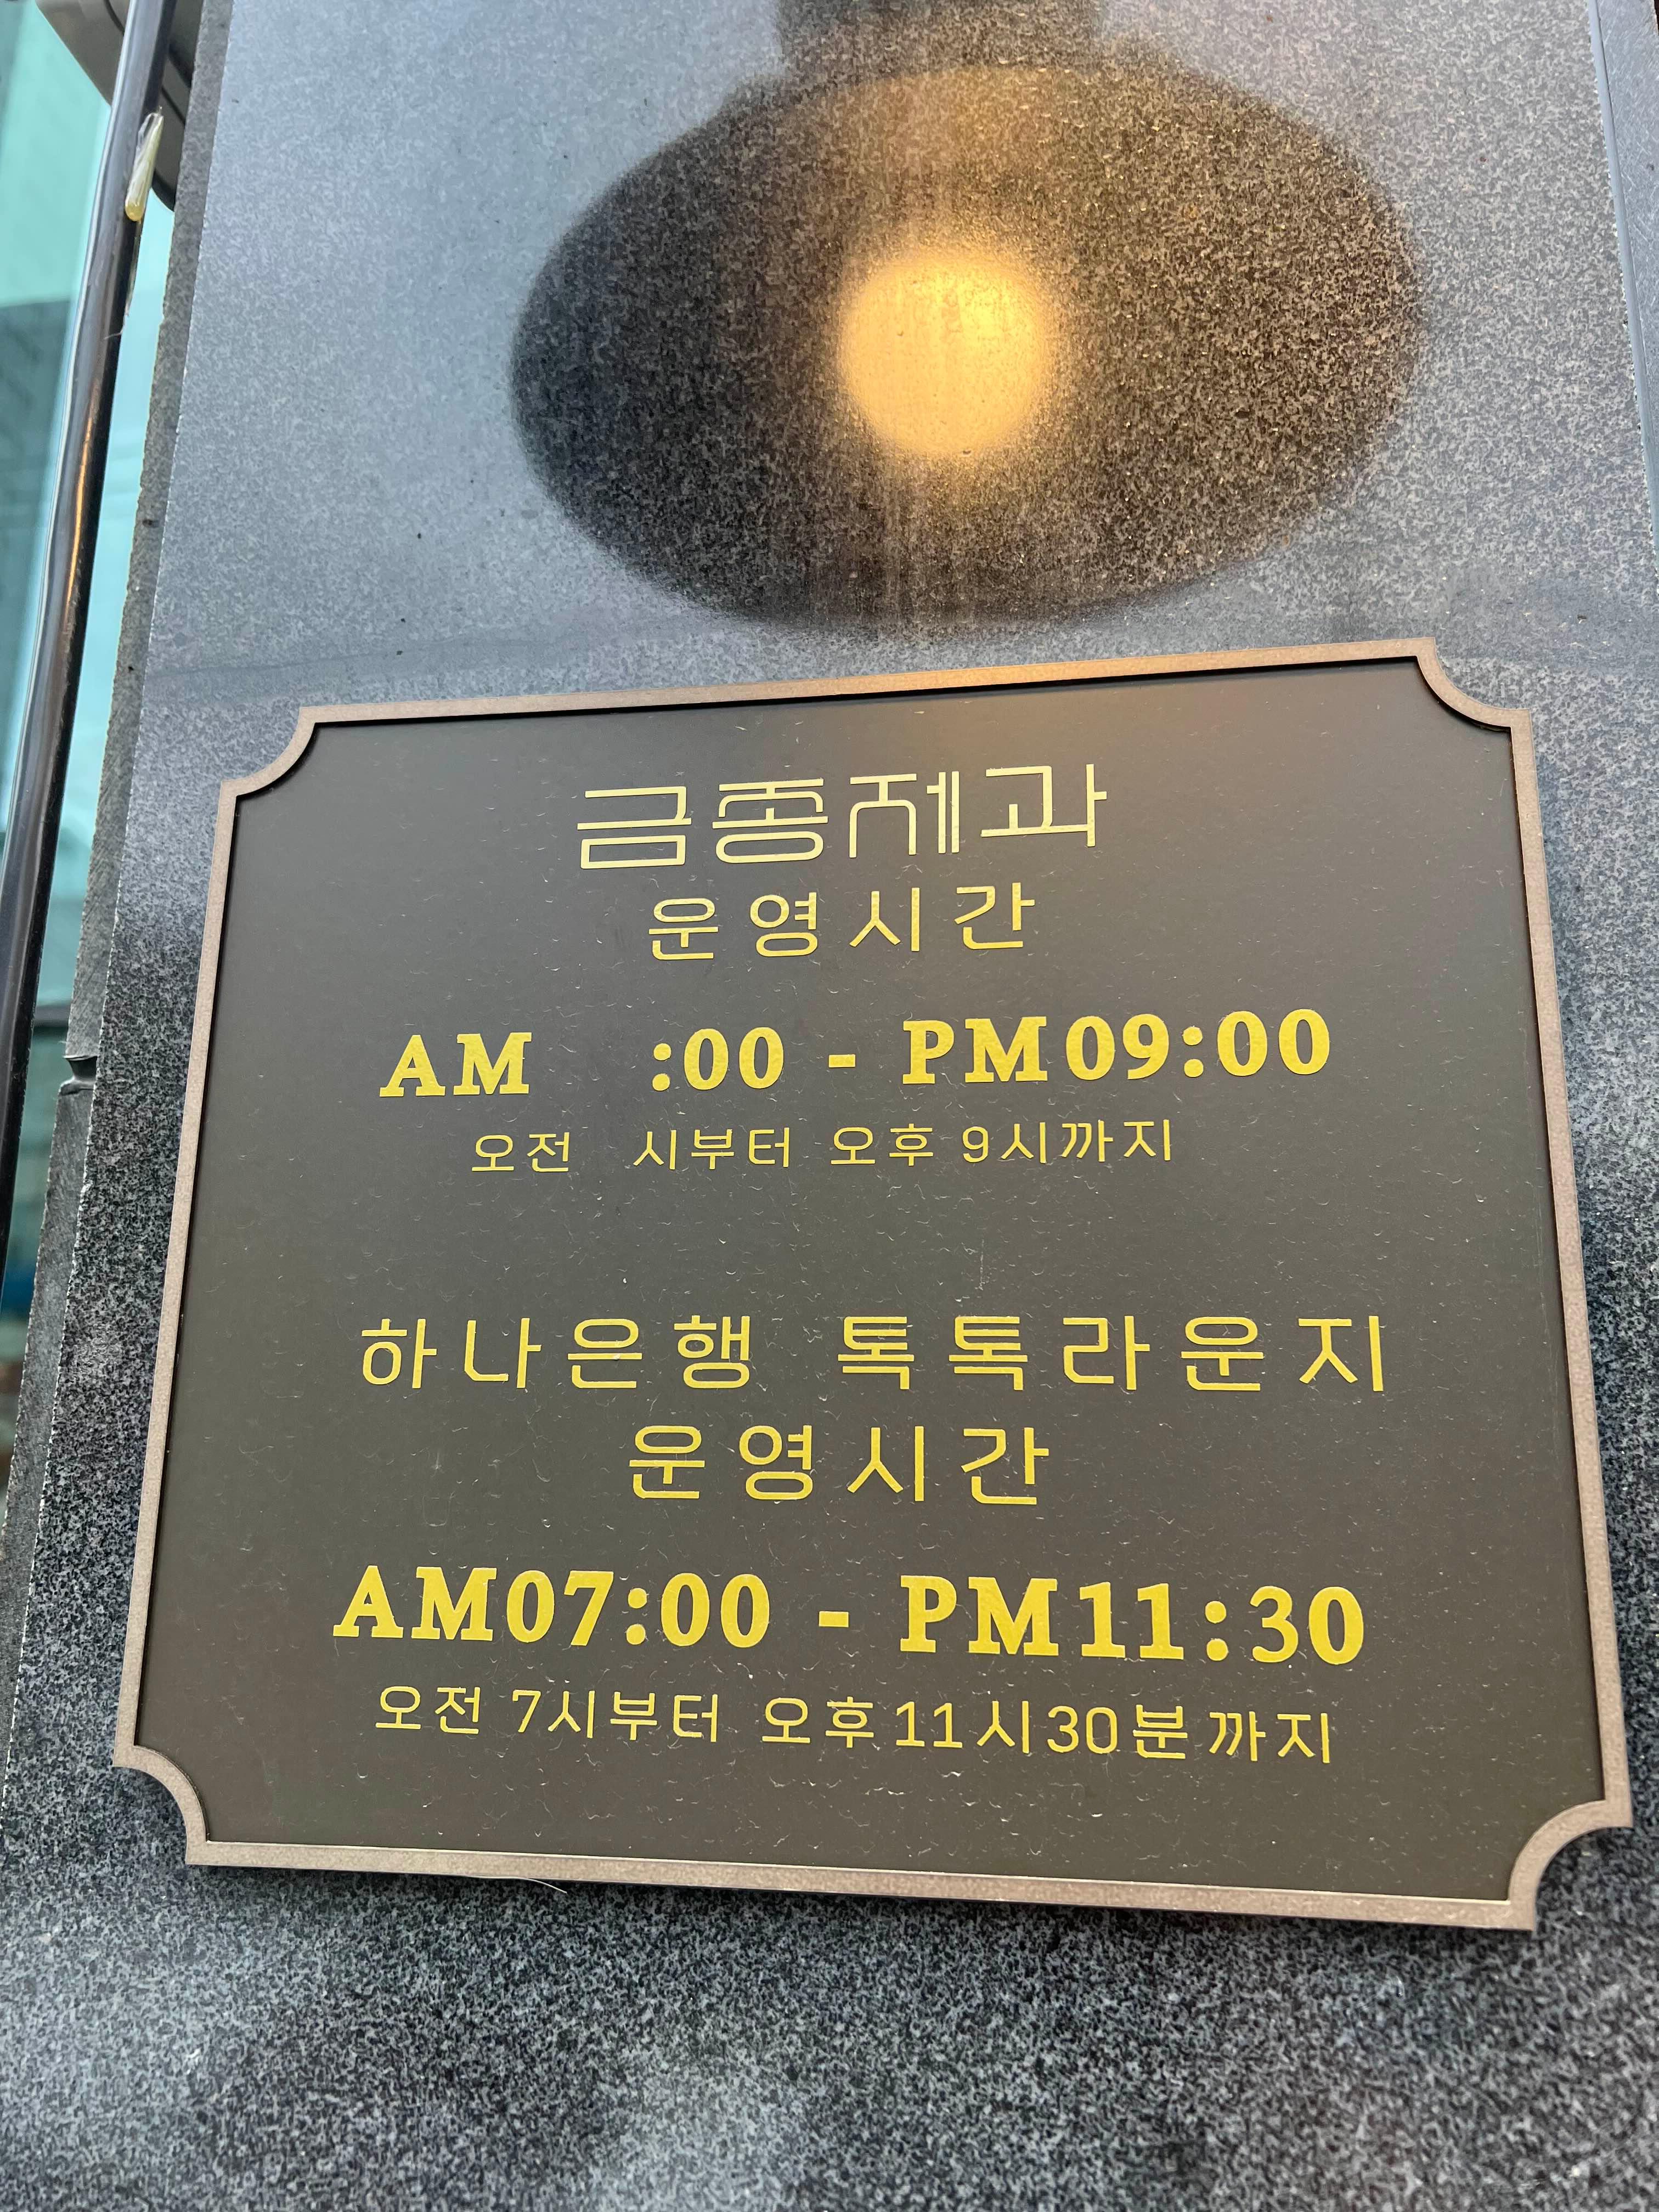 금종제과
운영시간
AM :00 - PM09:00
오전 시부터 오후 9시까지
하나은행 톡톡라운지
운영시간
AM07:00 - PM11:30
오전 7시부터 오후11시30분까지